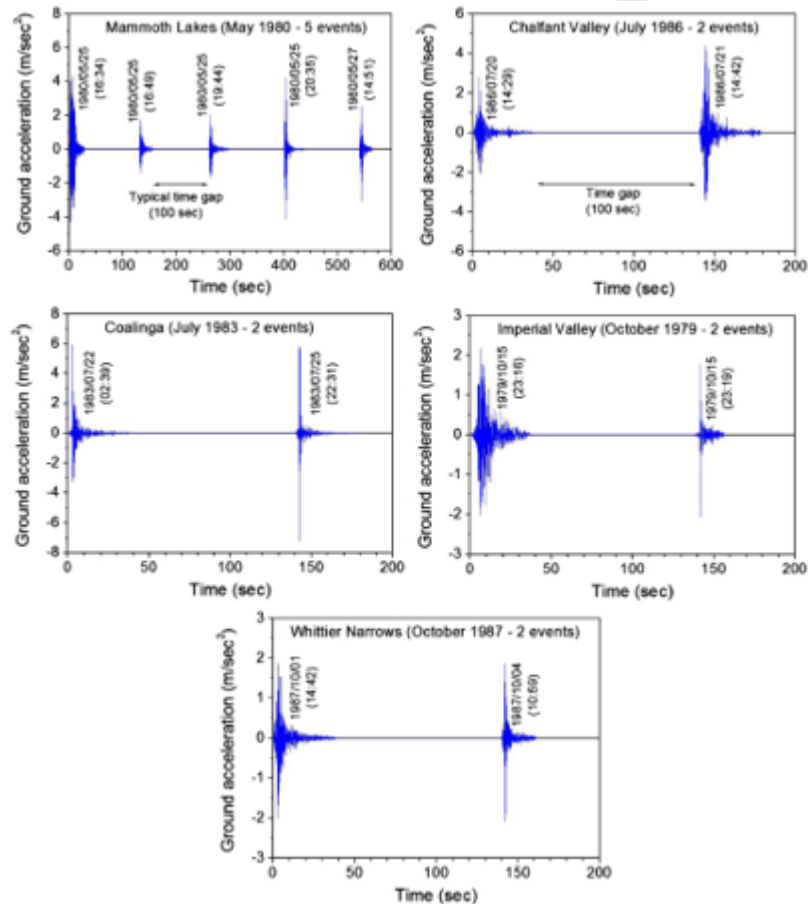 Mammoth Lakes (May 1980 - 5 events)
Ground acceleration (m/sec²)
8
6
4
2
0
-2
-4
-6
1980/05/25
(16:34)
1980/05/25
(16:49)
1980/05/25
(19:44)
1980/05/25
(20:35)
1980/05/27
(14:51)
Typical time gap
(100 sec)
0 100 200 300 400 500 600
Time (sec)
Chalfant Valley (July 1986 - 2 events)
Ground acceleration (m/sec²)
6
4
2
0
-2
-4
-6
1986/07/20
(14:29)
1986/07/21
(14:42)
Time gap
(100 sec)
0 50 100 150 200
Time (sec)
Coalinga (July 1983 - 2 events)
Ground acceleration (m/sec²)
8
6
4
2
0
-2
-4
-6
-8
1983/07/22
(02:39)
1983/07/25
(22:31)
0 50 100 150 200
Time (sec)
Imperial Valley (October 1979 - 2 events)
Ground acceleration (m/sec²)
3
2
1
0
-1
-2
-3
1979/10/15
(23:16)
1979/10/15
(23:19)
0 50 100 150 200
Time (sec)
Whittier Narrows (October 1987 - 2 events)
Ground acceleration (m/sec²)
3
2
1
0
-1
-2
-3
1987/10/01
(14:42)
1987/10/04
(10:59)
0 50 100 150 200
Time (sec)